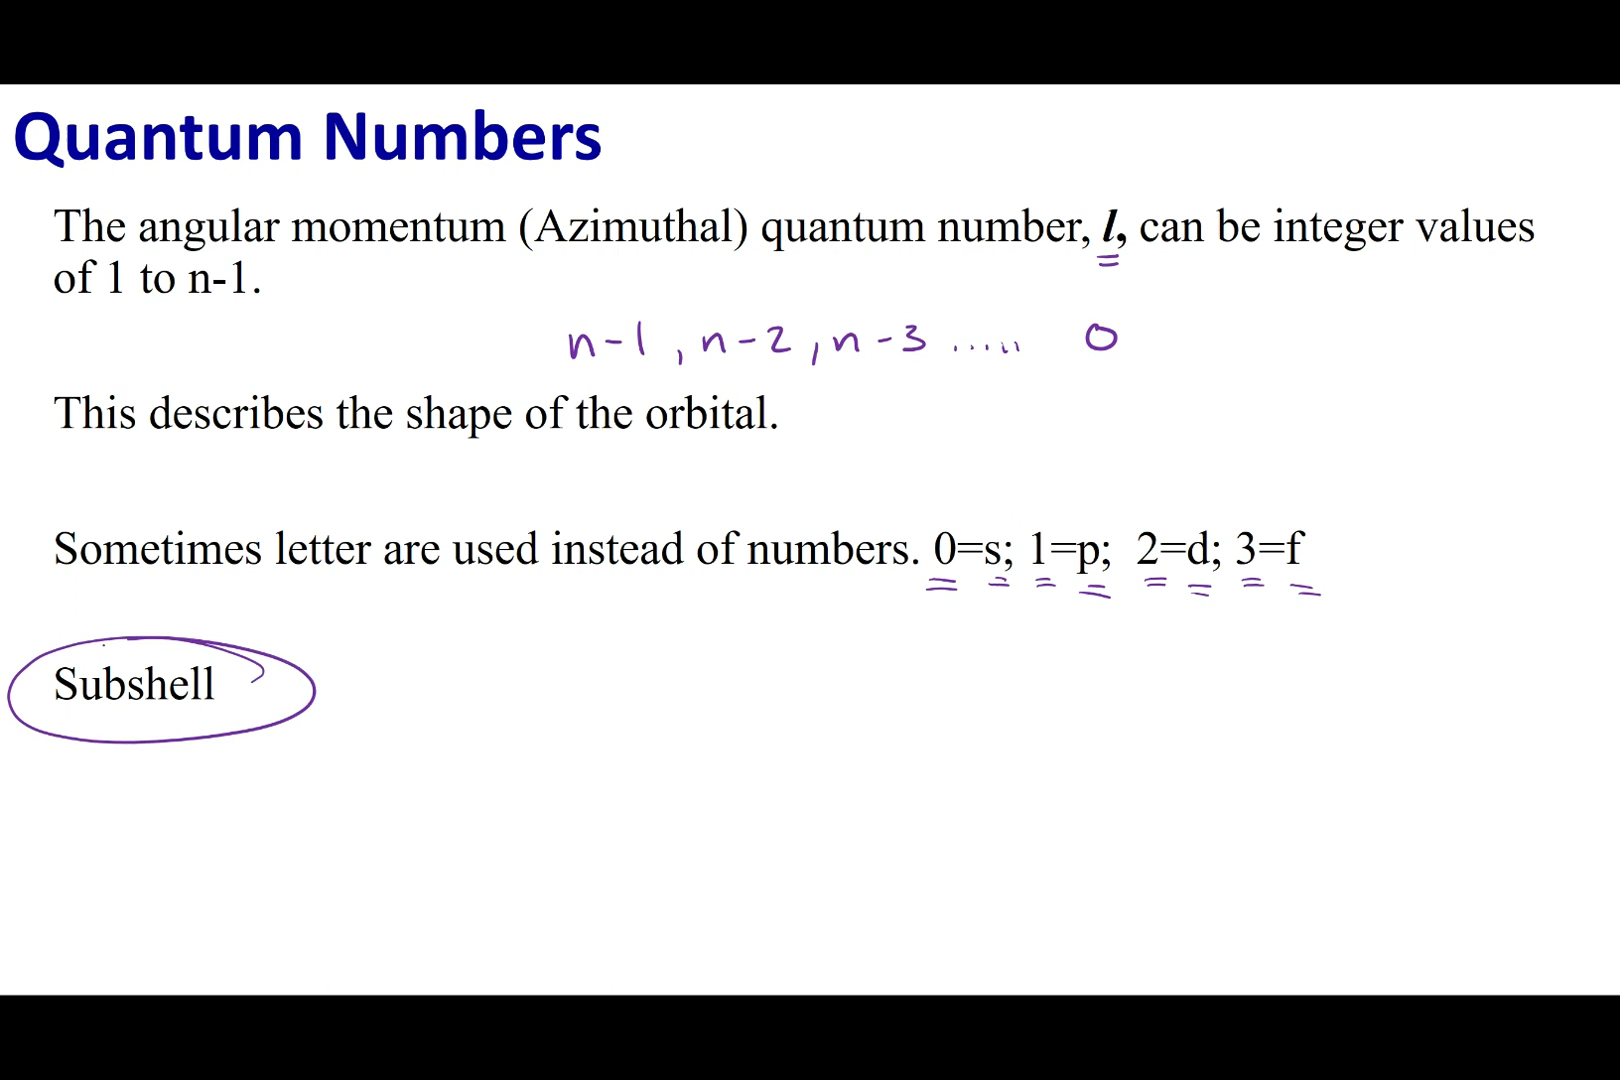 Quantum Numbers
The angular momentum (Azimuthal) quantum number, l, can be integer values
of 1 to n-1.
n-1, n-2, n-3 ...... 0
This describes the shape of the orbital.
Sometimes letter are used instead of numbers. 0=s; 1=p; 2=d; 3=f
Subshell